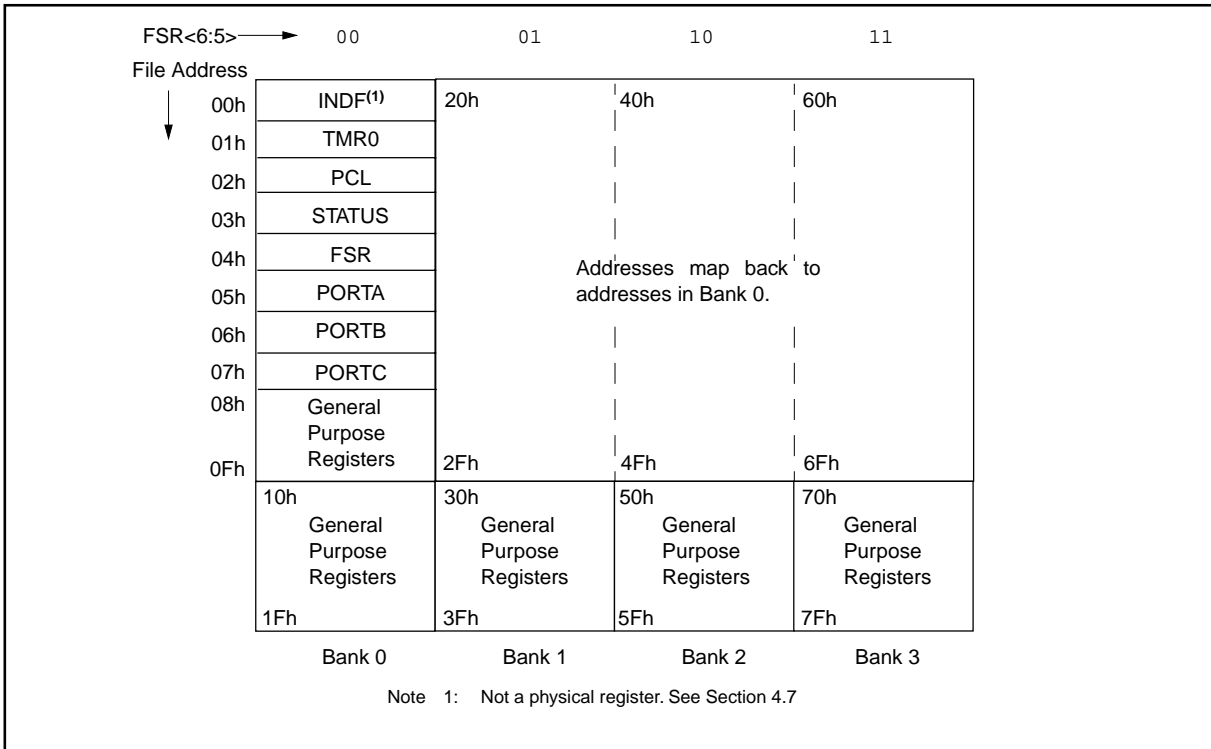 FSR<6:5> 00 01 10 11
File Address
00h INDF(1) 20h 40h 60h
01h TMR0
02h PCL
03h STATUS
04h FSR
05h PORTA
06h PORTB
07h PORTC
Addresses map back to
addresses in Bank 0.
08h General
Purpose
0Fh Registers 2Fh 4Fh 6Fh
10h 30h 50h 70h
General General General General
Purpose Purpose Purpose Purpose
Registers Registers Registers Registers
1Fh 3Fh 5Fh 7Fh
Bank 0 Bank 1 Bank 2 Bank 3
Note 1: Not a physical register. See Section 4.7